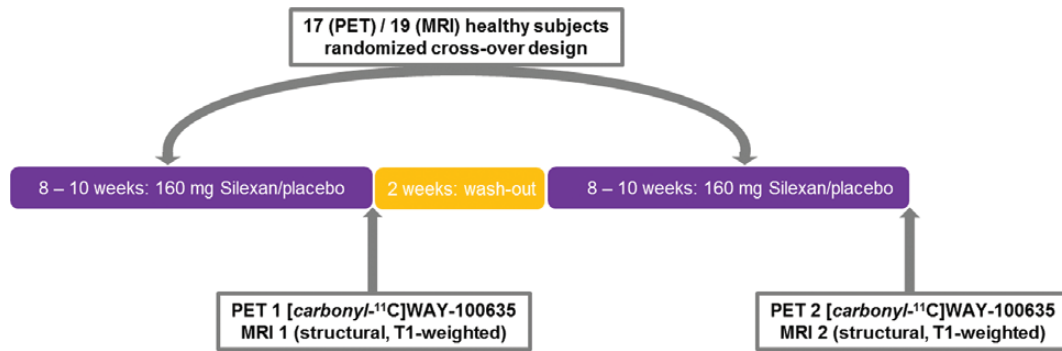 17 (PET) / 19 (MRI) healthy subjects
randomized cross-over design
8 – 10 weeks: 160 mg Silexan/placebo
2 weeks: wash-out
8 – 10 weeks: 160 mg Silexan/placebo
PET 1 [carbonyl-¹¹C]WAY-100635
MRI 1 (structural, T1-weighted)
PET 2 [carbonyl-¹¹C]WAY-100635
MRI 2 (structural, T1-weighted)